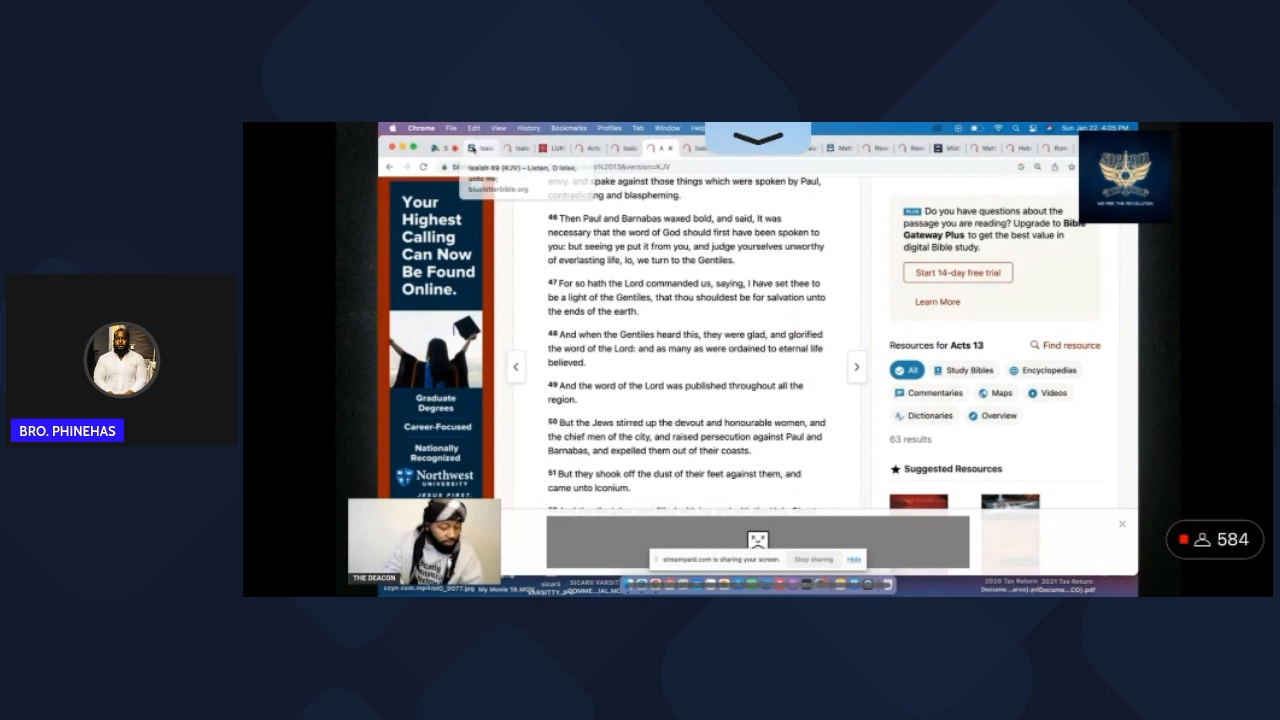 Chrome File Edit View History Bookmarks Profiles Tab Window Help
Sun Jan 22 4:05 PM
Isaiah 49 (KJV) - Listen, O isles,
unto me;
blueletterbible.org
Your
Highest
Calling
Can Now
Be Found
Online.
Graduate
Degrees
Career-Focused
Nationally
Recognized
Northwest
UNIVERSITY
JESUS FIRST.
envy, and spake against those things which were spoken by Paul,
contradicting and blaspheming.
46 Then Paul and Barnabas waxed bold, and said, It was
necessary that the word of God should first have been spoken to
you: but seeing ye put it from you, and judge yourselves unworthy
of everlasting life, lo, we turn to the Gentiles.
47 For so hath the Lord commanded us, saying, I have set thee to
be a light of the Gentiles, that thou shouldest be for salvation unto
the ends of the earth.
48 And when the Gentiles heard this, they were glad, and glorified
the word of the Lord: and as many as were ordained to eternal life
believed.
49 And the word of the Lord was published throughout all the
region.
50 But the Jews stirred up the devout and honourable women, and
the chief men of the city, and raised persecution against Paul and
Barnabas, and expelled them out of their coasts.
51 But they shook off the dust of their feet against them, and
came unto Iconium.
PLUS Do you have questions about the
passage you are reading? Upgrade to Bible
Gateway Plus to get the best value in
digital Bible study.
Start 14-day free trial
Learn More
Resources for Acts 13 Find resource
All Study Bibles Encyclopedias
Commentaries Maps Videos
Dictionaries Overview
63 results
Suggested Resources
WE ARE THE REVOLUTION
BRO. PHINEHAS
THE DEACON
streamyard.com is sharing your screen. Stop sharing Hide
584
My Movie 18.MOV
2020 Tax Return 2021 Tax Return